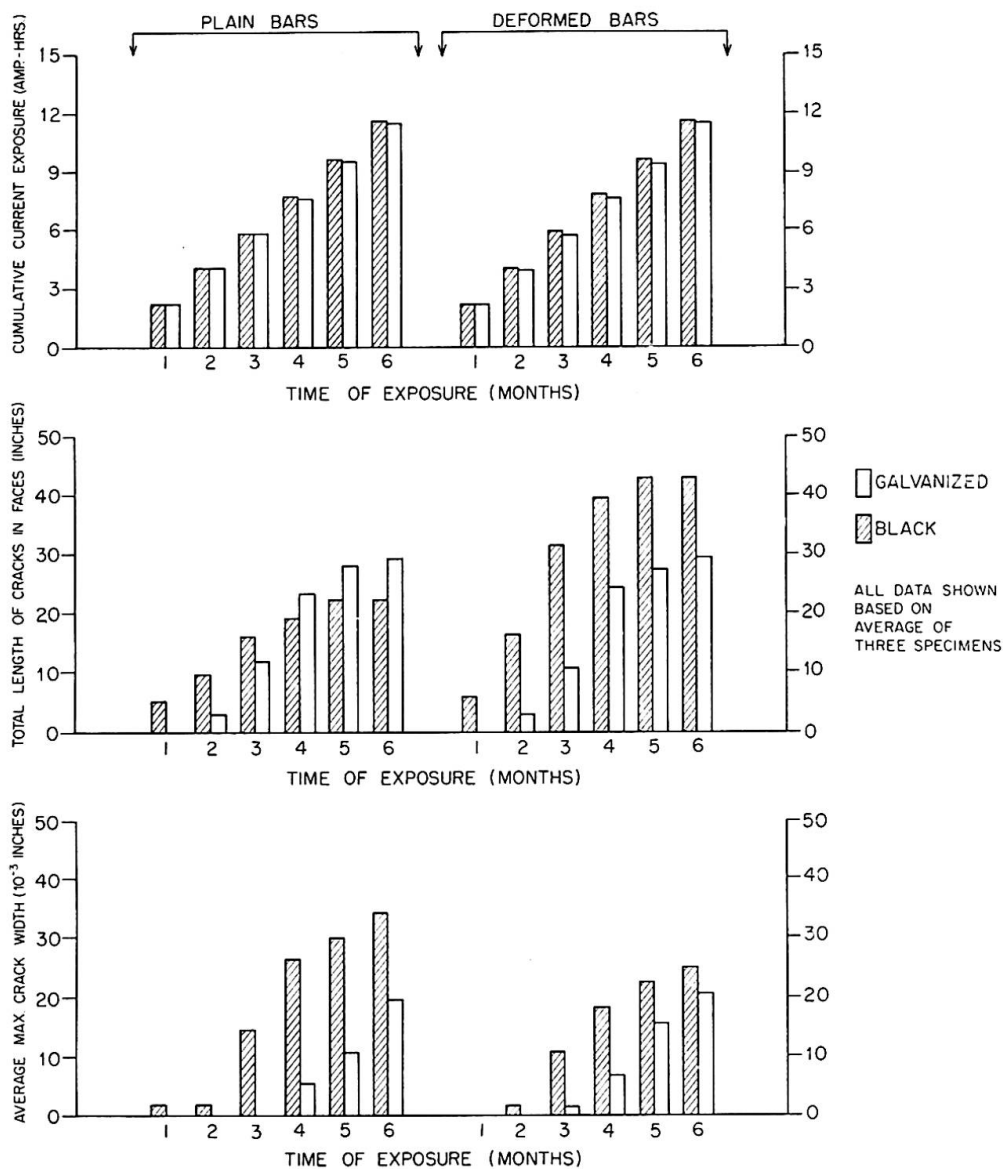 PLAIN BARS
DEFORMED BARS
CUMULATIVE CURRENT EXPOSURE (AMP.-HRS.)
15
12
9
6
3
0
15
12
9
6
3
0
1 2 3 4 5 6
1 2 3 4 5 6
TIME OF EXPOSURE (MONTHS)
TOTAL LENGTH OF CRACKS IN FACES (INCHES)
50
40
30
20
10
0
50
40
30
20
10
0
1 2 3 4 5 6
1 2 3 4 5 6
TIME OF EXPOSURE (MONTHS)
GALVANIZED
BLACK
ALL DATA SHOWN
BASED ON
AVERAGE OF
THREE SPECIMENS
AVERAGE MAX. CRACK WIDTH (10⁻³ INCHES)
50
40
30
20
10
0
50
40
30
20
10
0
1 2 3 4 5 6
1 2 3 4 5 6
TIME OF EXPOSURE (MONTHS)